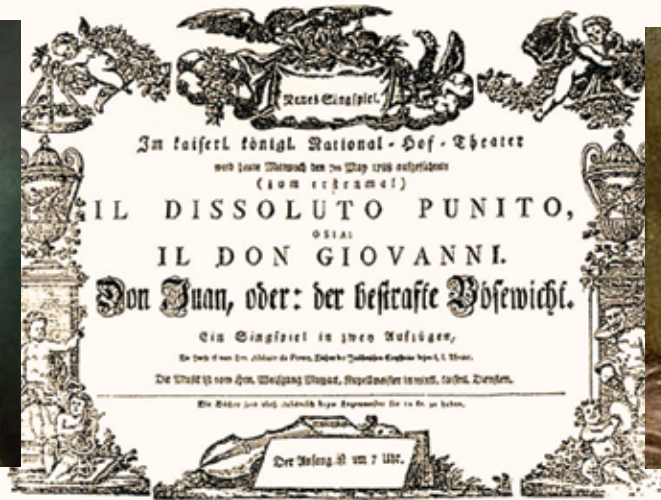 Neues Singspiel.
Im kaiserl. königl. National-Hof-Theater
wird heute Mittwoch den 7ten May 1788 aufgeführt
(zum erstenmal)
IL DISSOLUTO PUNITO,
OSIA:
IL DON GIOVANNI.
Don Juan, oder: der bestrafte Bösewicht.
Ein Singspiel in zwey Aufzügen,
Die Musik ist von Hrn. Wolfgang Mozart, Kapellmeister in wirkl. kaiserl. Diensten.
Der Anfang ist um 7 Uhr.